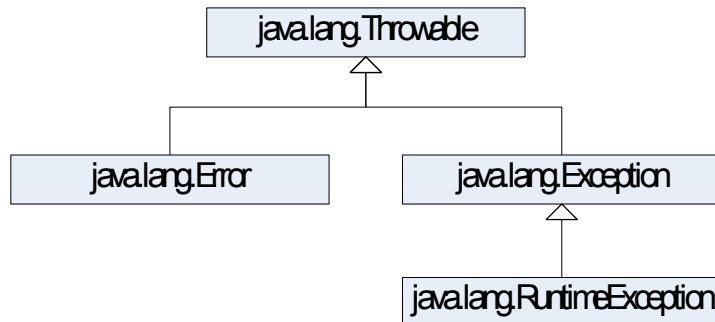 java.lang.Throwable
java.lang.Error
java.lang.Exception
java.lang.RuntimeException